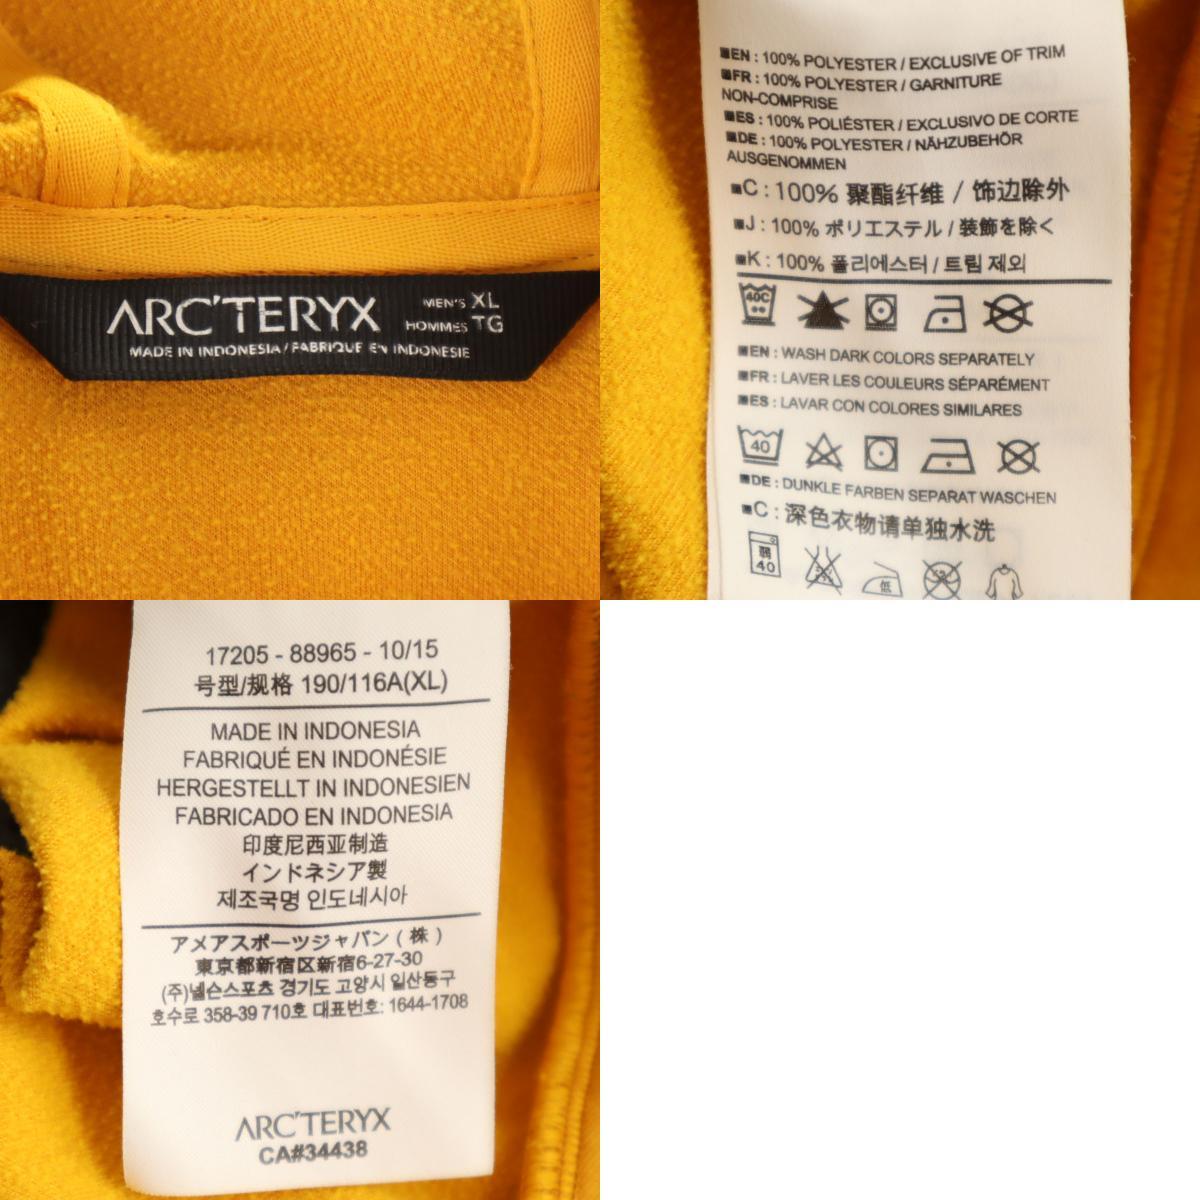 ARC'TERYX MEN'S XL
HOMMES TG
MADE IN INDONESIA / FABRIQUÉ EN INDONÉSIE
EN : 100% POLYESTER / EXCLUSIVE OF TRIM
FR : 100% POLYESTER / GARNITURE
NON-COMPRISE
ES : 100% POLIÉSTER / EXCLUSIVO DE CORTE
DE : 100% POLYESTER / NÄHZUBEHÖR
AUSGENOMMEN
C : 100% 聚酯纤维 / 饰边除外
J : 100% ポリエステル / 装飾を除く
K : 100% 폴리에스터 / 트림 제외
40C
EN : WASH DARK COLORS SEPARATELY
FR : LAVER LES COULEURS SÉPARÉMENT
ES : LAVAR CON COLORES SIMILARES
40
DE : DUNKLE FARBEN SEPARAT WASCHEN
C : 深色衣物请单独水洗
弱 低
40
17205 - 88965 - 10/15
号型/规格 190/116A(XL)
MADE IN INDONESIA
FABRIQUÉ EN INDONÉSIE
HERGESTELLT IN INDONESIEN
FABRICADO EN INDONESIA
印度尼西亚制造
インドネシア製
제조국명 인도네시아
アメアスポーツジャパン ( 株 )
東京都新宿区新宿6-27-30
(주)넬슨스포츠 경기도 고양시 일산동구
호수로 358-39 710호 대표번호: 1644-1708
ARC'TERYX
CA#34438